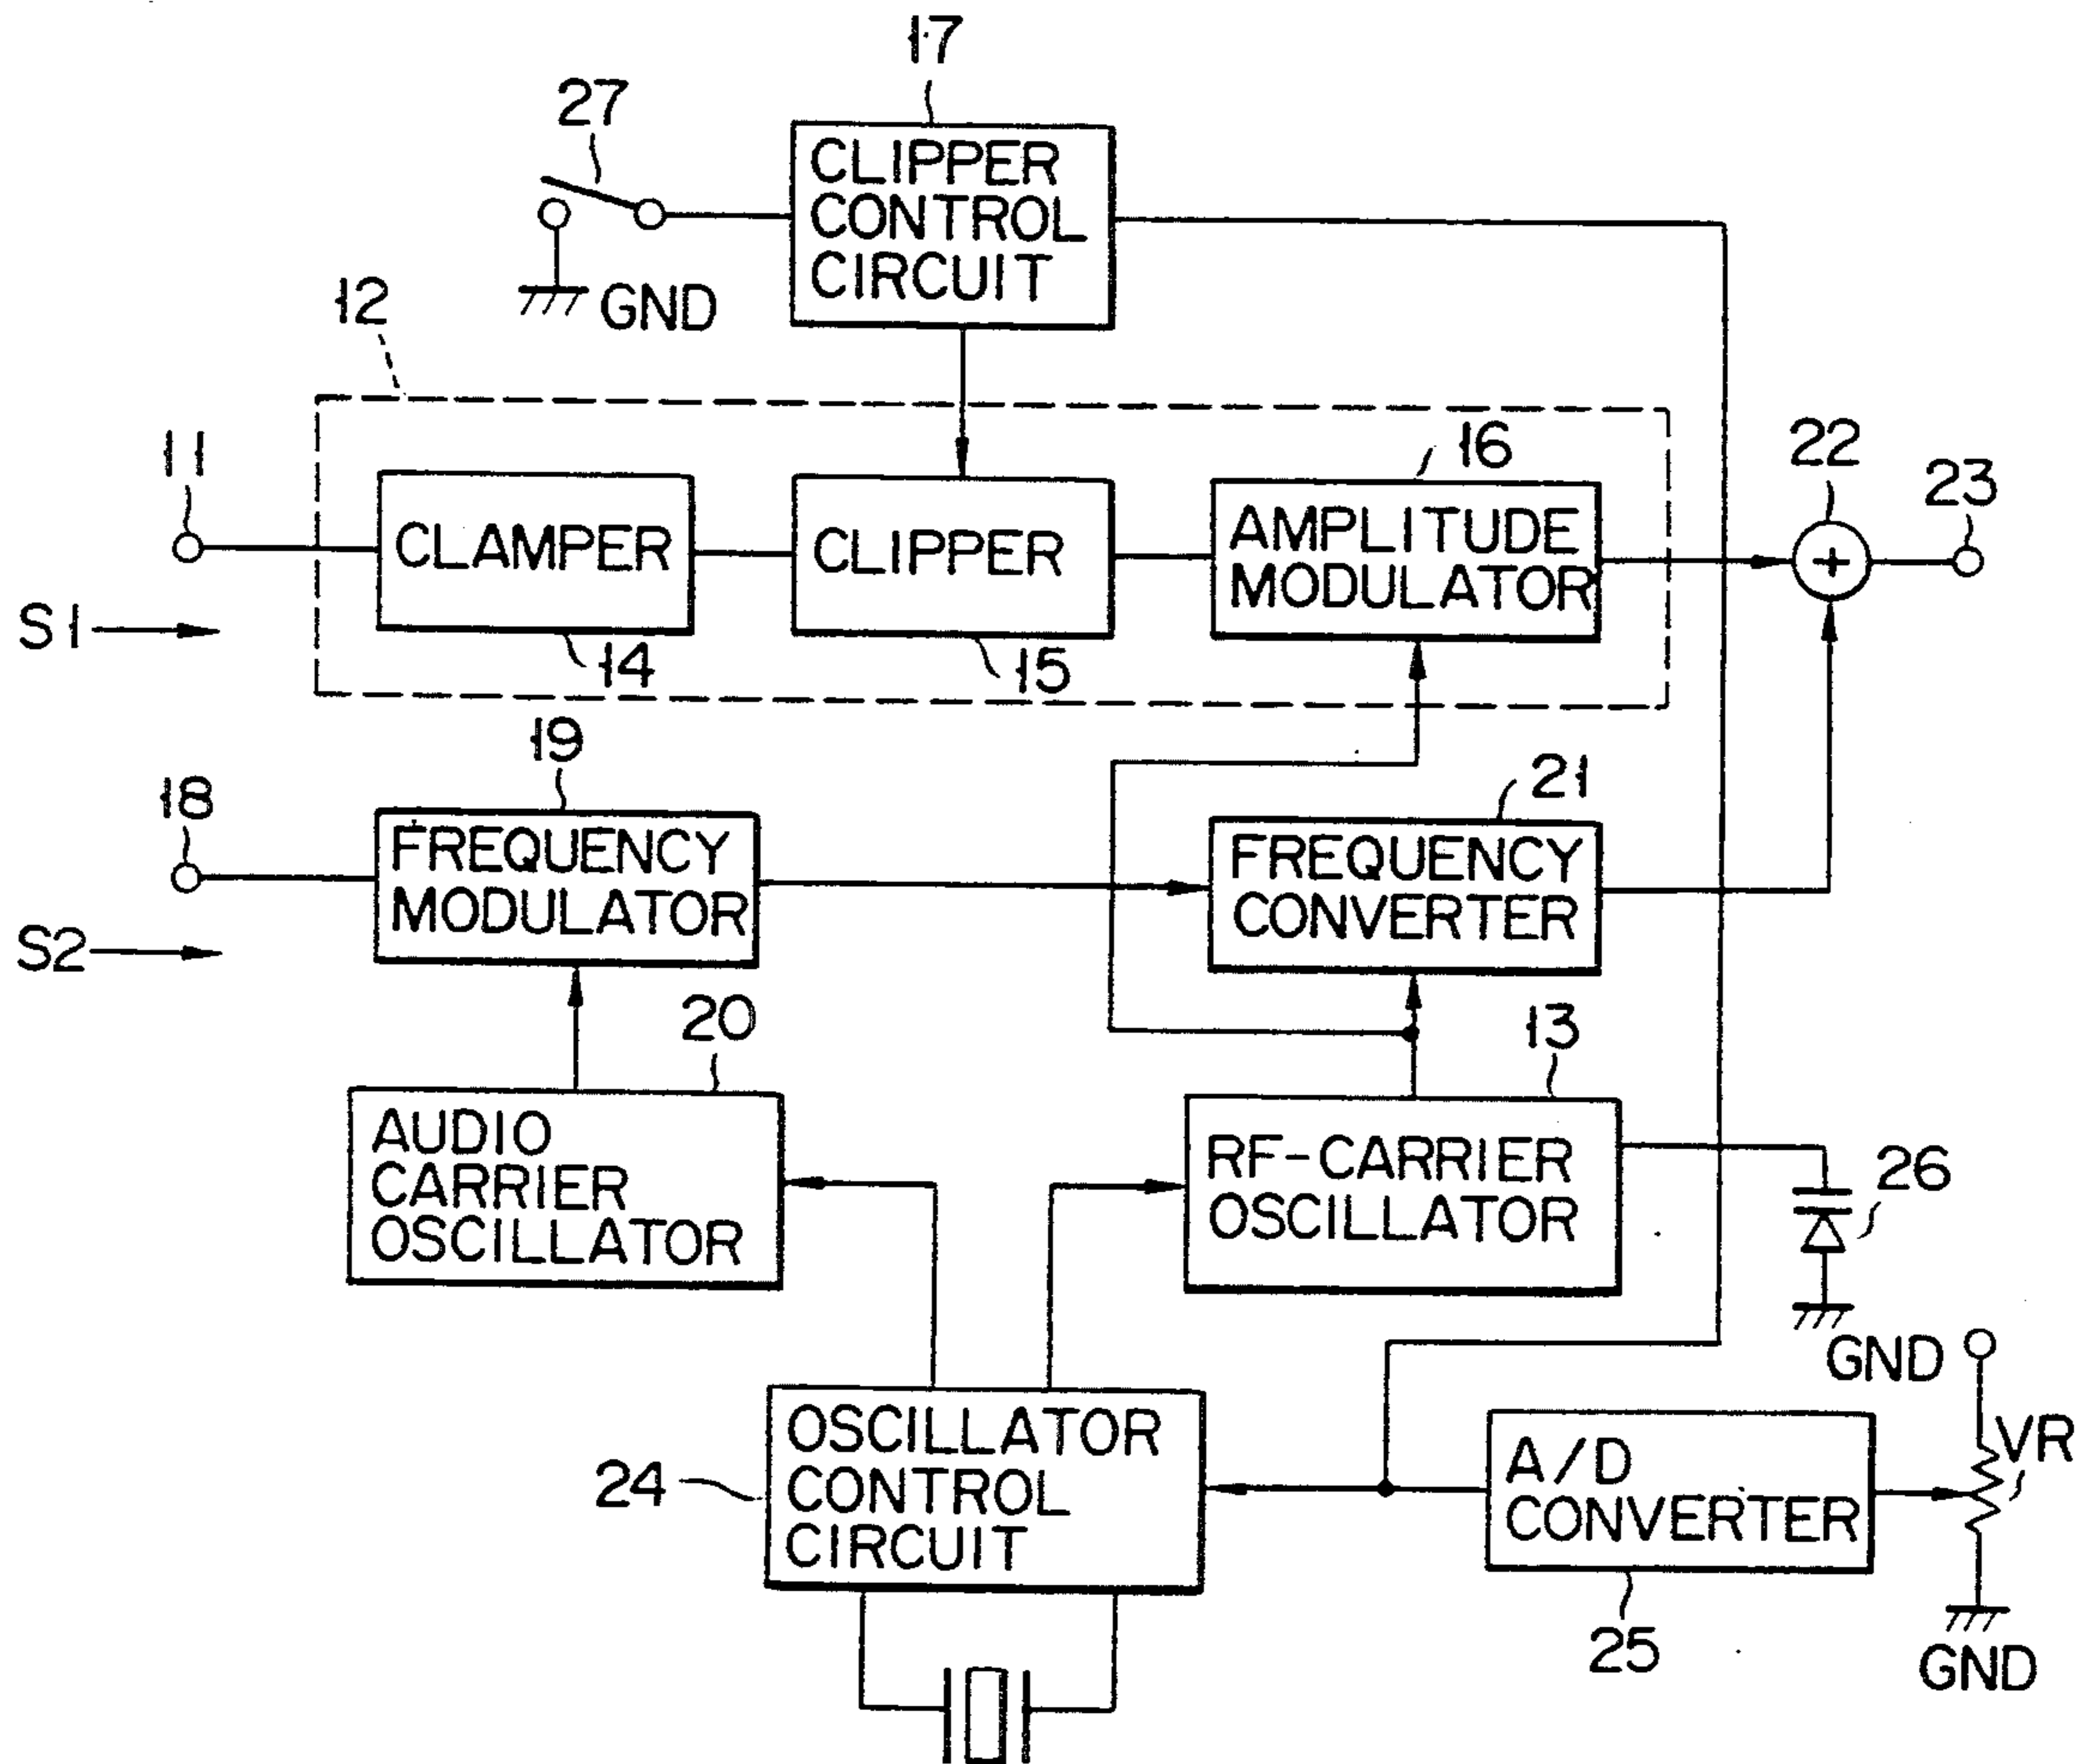 17
27
CLIPPER
CONTROL
CIRCUIT
GND
12
11
16
22
23
CLAMPER
CLIPPER
AMPLITUDE
MODULATOR
+
S1
14
15
19
21
18
FREQUENCY
MODULATOR
FREQUENCY
CONVERTER
S2
20
13
AUDIO
CARRIER
OSCILLATOR
RF-CARRIER
OSCILLATOR
26
GND
OSCILLATOR
CONTROL
CIRCUIT
24
A/D
CONVERTER
VR
25
GND